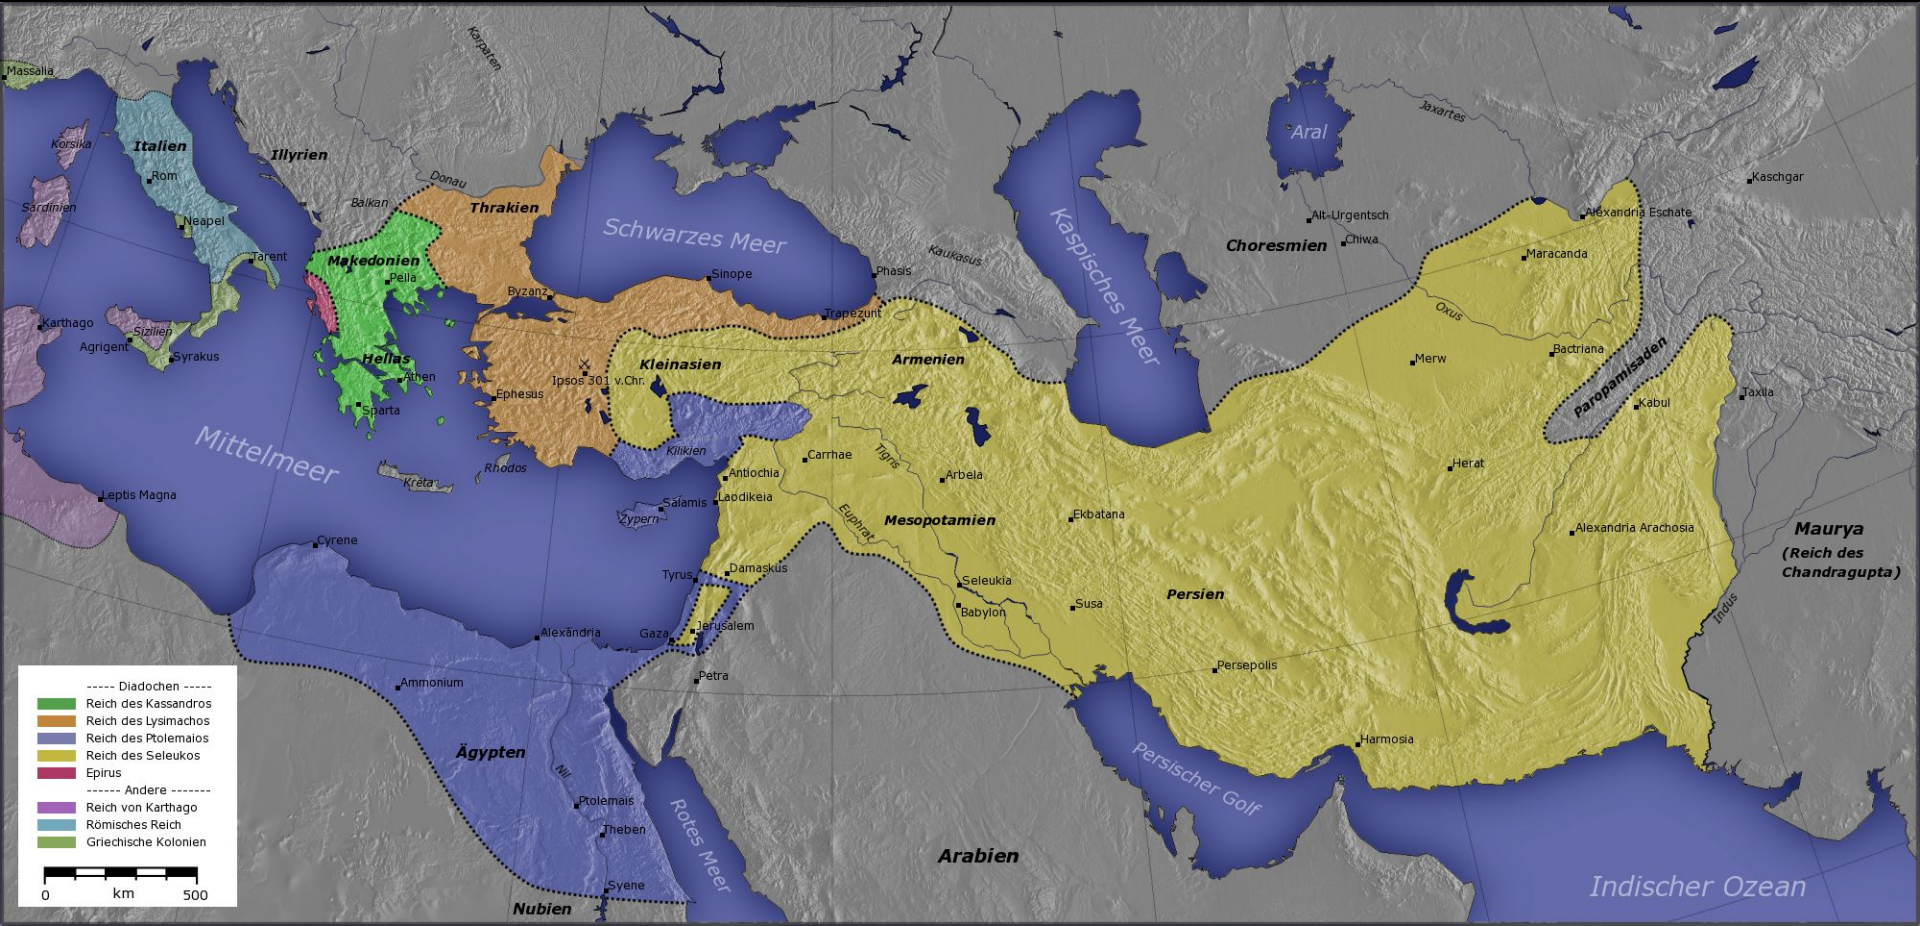 Massalia
Korsika
Sardinien
Italien
Rom
Neapel
Tarent
Illyrien
Karpaten
Donau
Balkan
Thrakien
Makedonien
Pella
Byzanz
Schwarzes Meer
Sinope
Trapezunt
Phasis
Kaukasus
Kaspisches Meer
Aral
Jaxartes
Kaschgar
Alt-Urgentsch
Chiwa
Choresmien
Alexandria Eschate
Maracanda
Oxus
Merw
Bactriana
Paropamisaden
Kabul
Taxila
Karthago
Sizilien
Agrigent
Syrakus
Hellas
Athen
Sparta
Ephesus
Ipsos 301 v.Chr.
Kleinasien
Armenien
Mittelmeer
Kreta
Rhodos
Kilikien
Leptis Magna
Cyrene
Zypern
Salamis
Antiochia
Laodikeia
Carrhae
Tigris
Arbela
Euphrat
Mesopotamien
Ekbatana
Herat
Alexandria Arachosia
Maurya
(Reich des
Chandragupta)
Indus
Tyrus
Damaskus
Jerusalem
Gaza
Petra
Alexandria
Ammonium
Seleukia
Babylon
Susa
Persien
Persepolis
Harmosia
Persischer Golf
Ägypten
Nil
Ptolemais
Theben
Syene
Nubien
Rotes Meer
Arabien
Indischer Ozean
----- Diadochen -----
Reich des Kassandros
Reich des Lysimachos
Reich des Ptolemaios
Reich des Seleukos
Epirus
------ Andere ------
Reich von Karthago
Römisches Reich
Griechische Kolonien
0 km 500